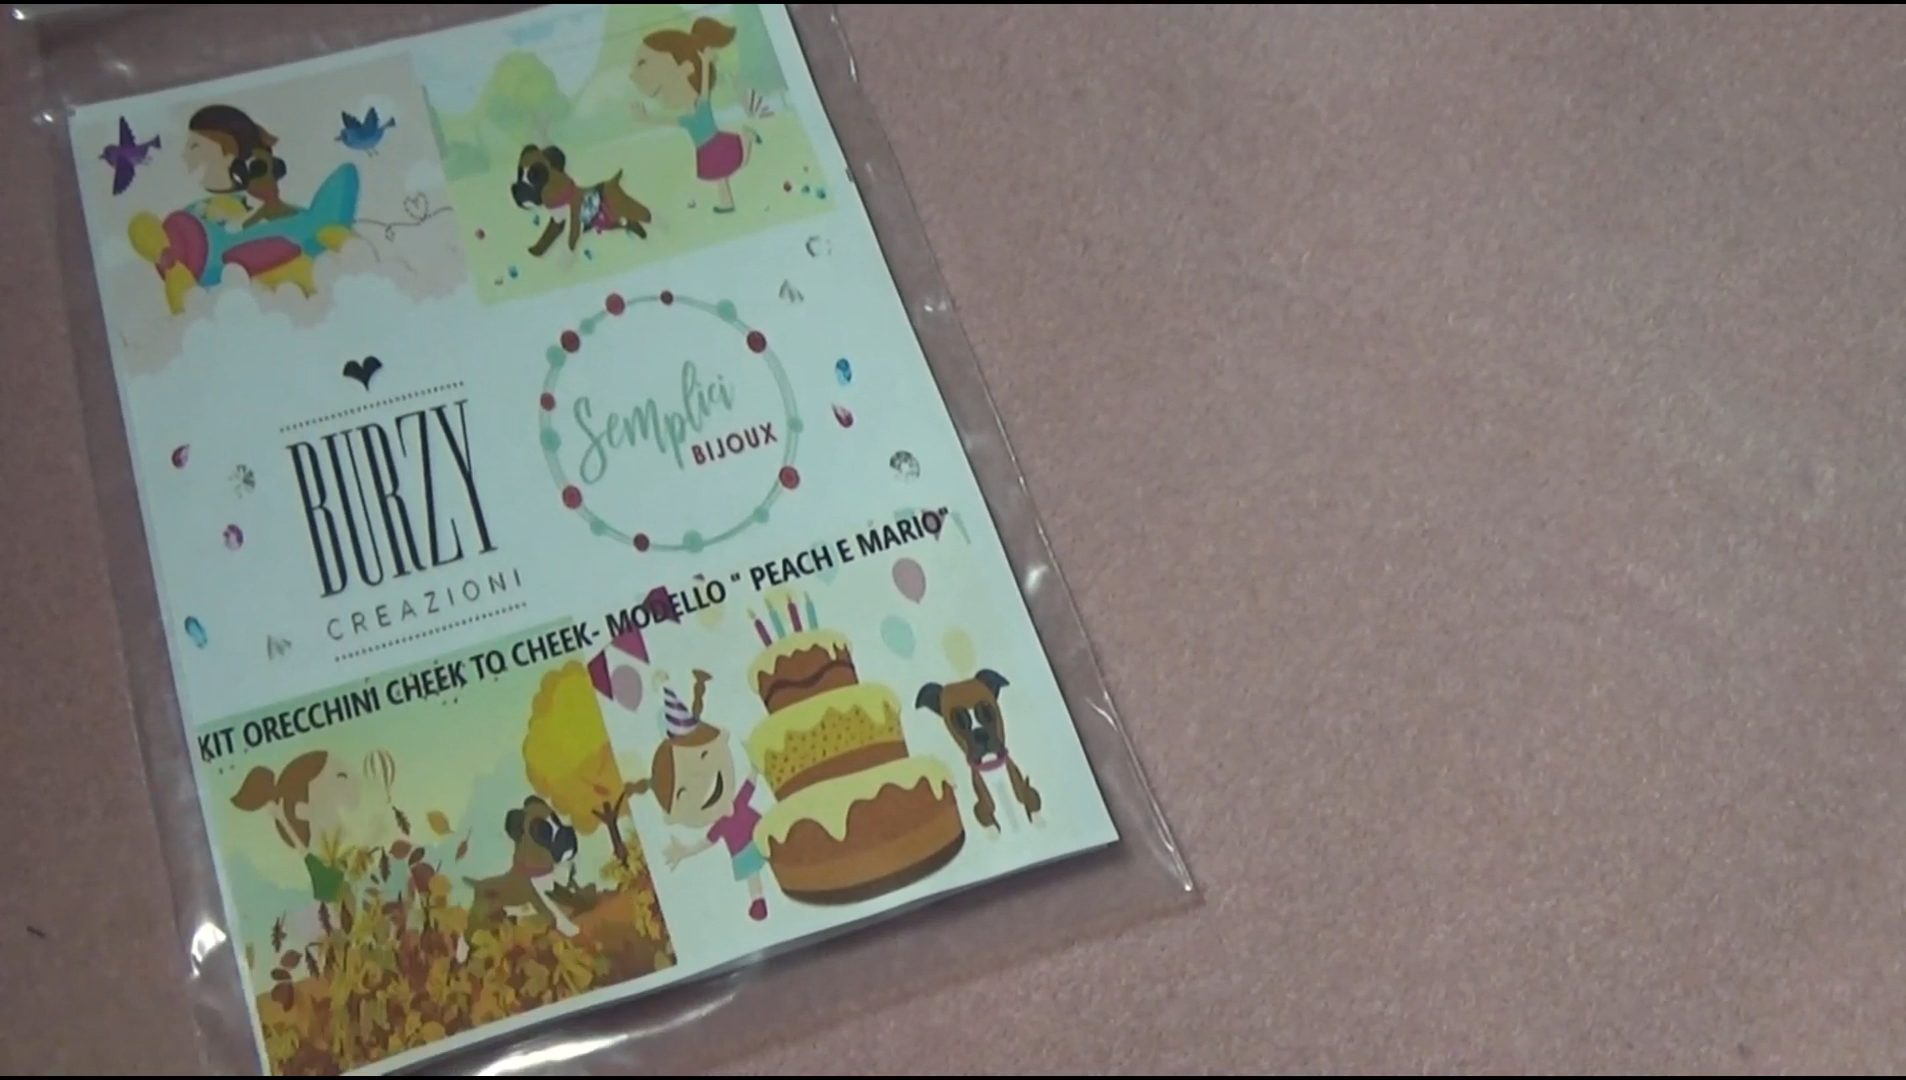 BURZY
CREAZIONI
Semplici
BIJOUX
KIT ORECCHINI CHEEK TO CHEEK- MODELLO " PEACH E MARIO"